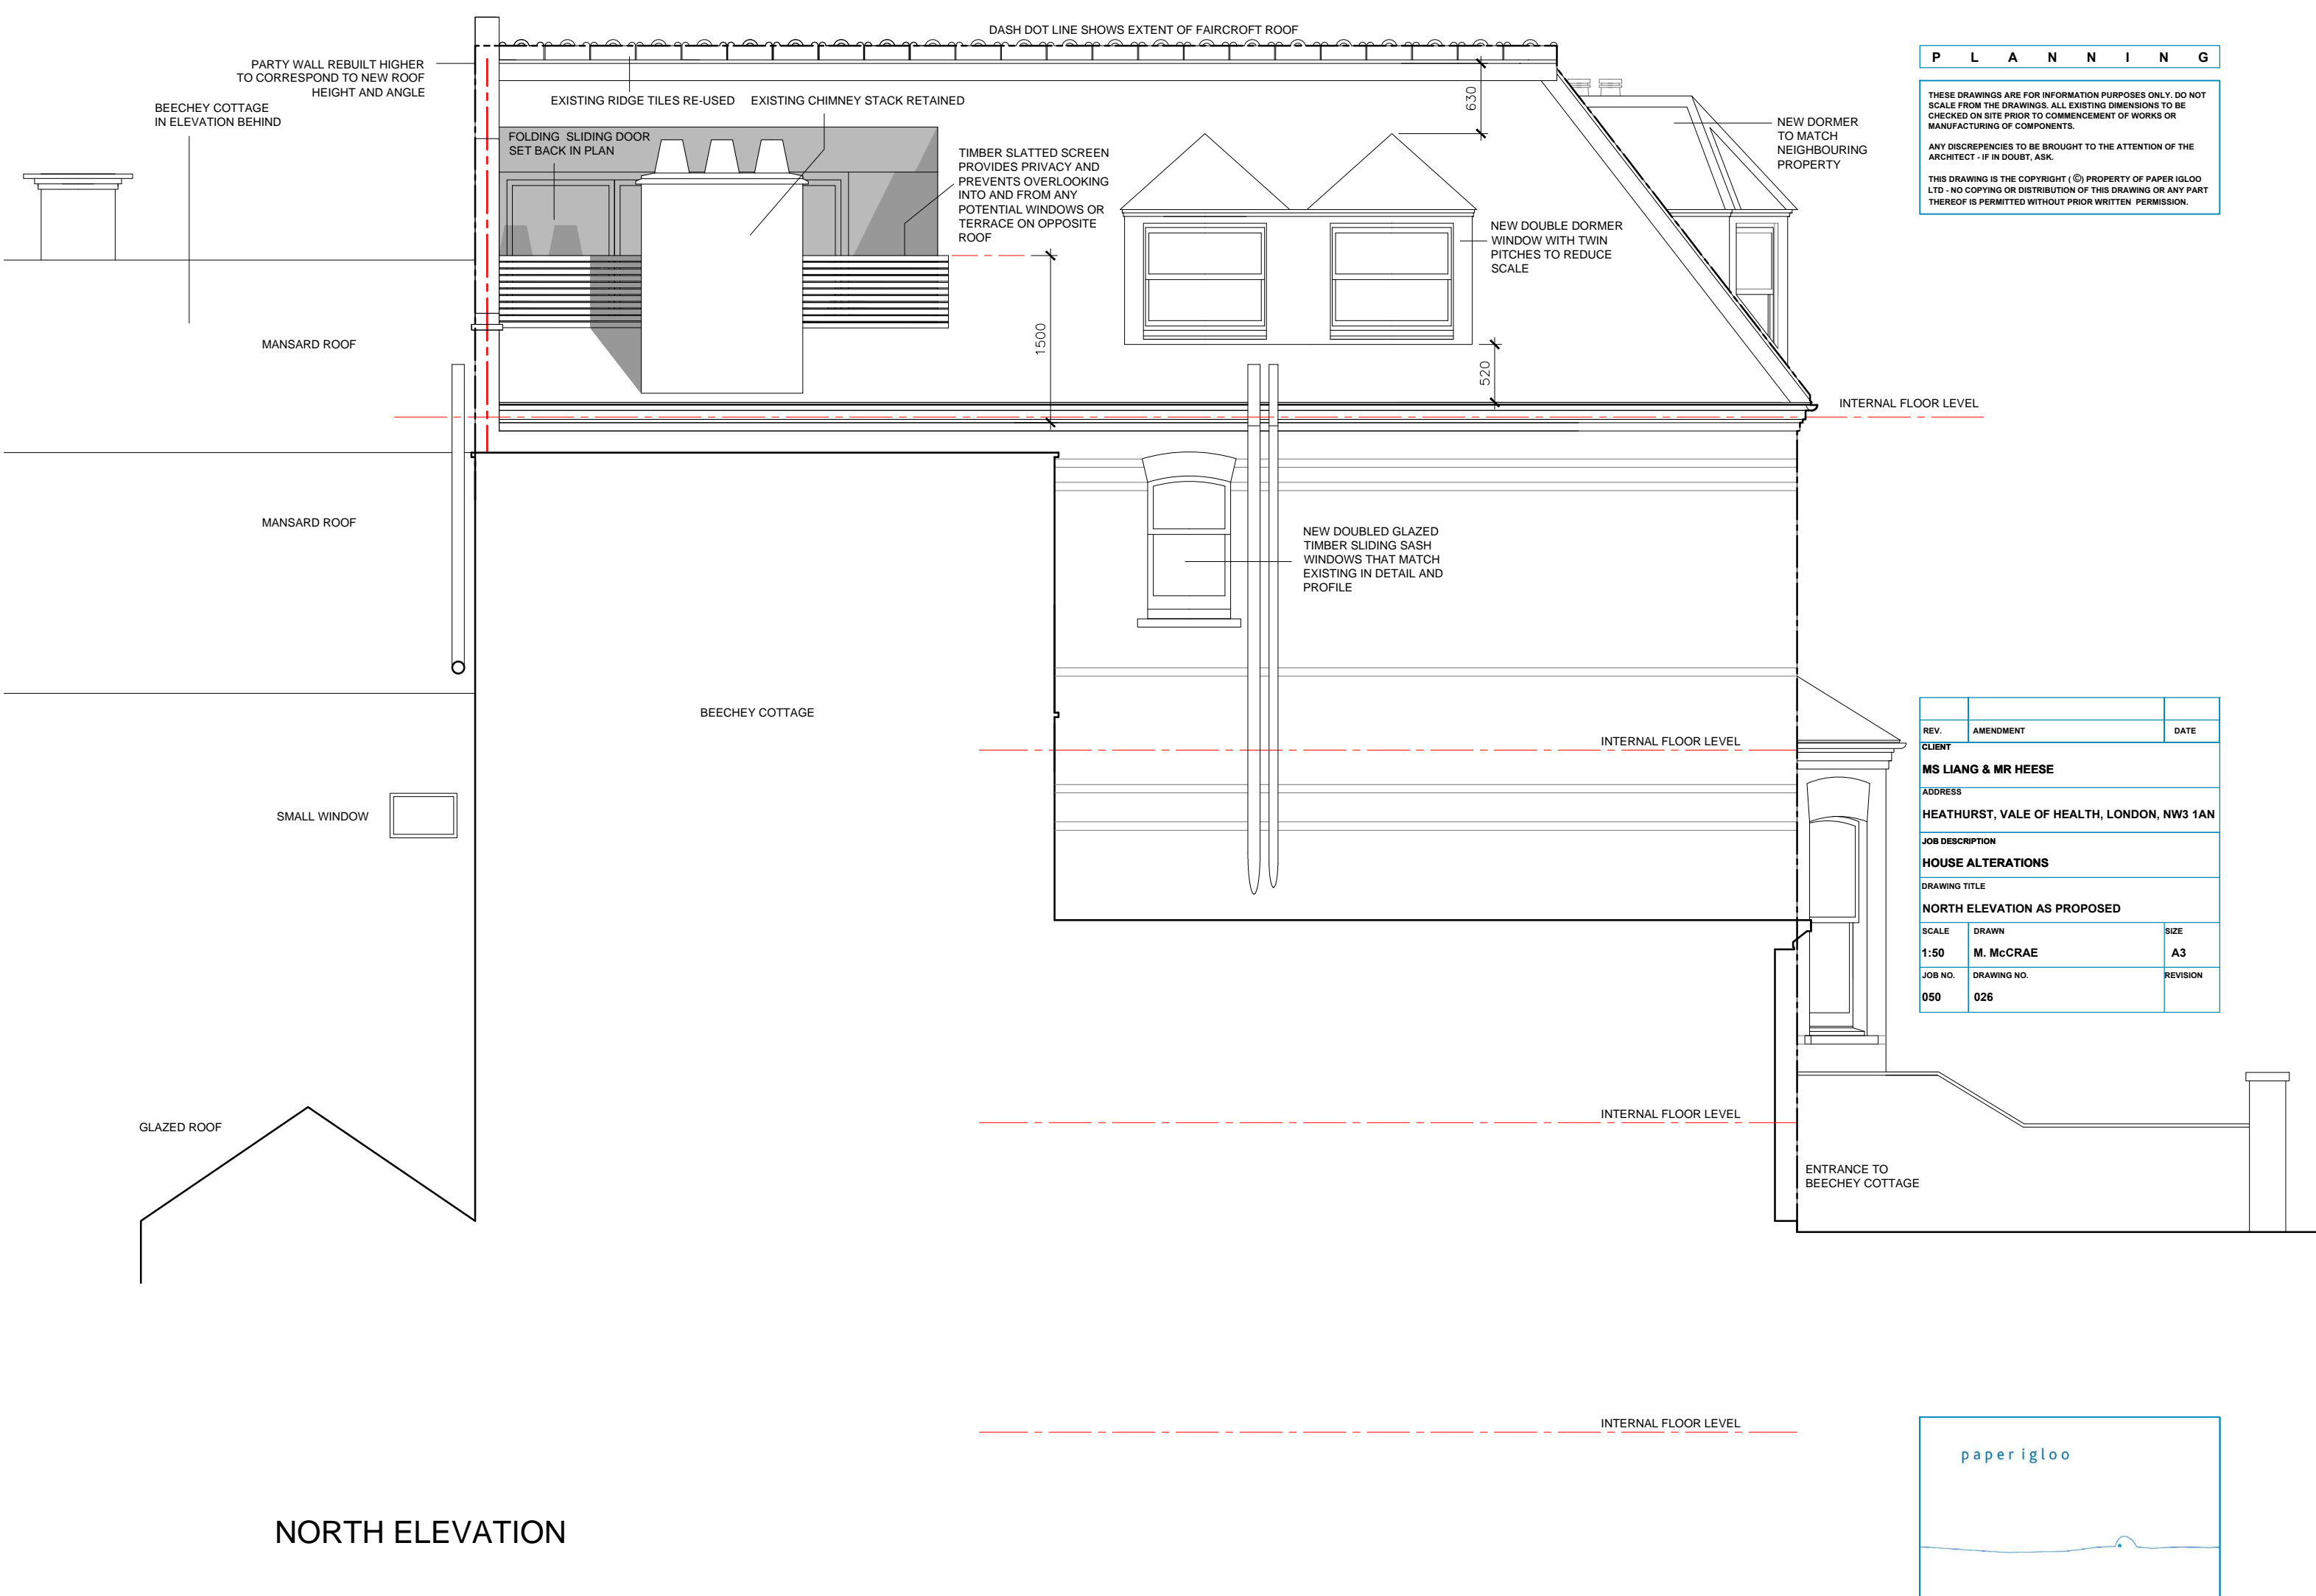 DASH DOT LINE SHOWS EXTENT OF FAIRCROFT ROOF
PARTY WALL REBUILT HIGHER
TO CORRESPOND TO NEW ROOF
HEIGHT AND ANGLE
BEECHEY COTTAGE
IN ELEVATION BEHIND
EXISTING RIDGE TILES RE-USED
EXISTING CHIMNEY STACK RETAINED
FOLDING SLIDING DOOR
SET BACK IN PLAN
TIMBER SLATTED SCREEN
PROVIDES PRIVACY AND
PREVENTS OVERLOOKING
INTO AND FROM ANY
POTENTIAL WINDOWS OR
TERRACE ON OPPOSITE
ROOF
630
NEW DORMER
TO MATCH
NEIGHBOURING
PROPERTY
NEW DOUBLE DORMER
WINDOW WITH TWIN
PITCHES TO REDUCE
SCALE
1500
520
MANSARD ROOF
INTERNAL FLOOR LEVEL
MANSARD ROOF
NEW DOUBLED GLAZED
TIMBER SLIDING SASH
WINDOWS THAT MATCH
EXISTING IN DETAIL AND
PROFILE
BEECHEY COTTAGE
INTERNAL FLOOR LEVEL
SMALL WINDOW
GLAZED ROOF
INTERNAL FLOOR LEVEL
ENTRANCE TO
BEECHEY COTTAGE
INTERNAL FLOOR LEVEL
NORTH ELEVATION
PLANNING
THESE DRAWINGS ARE FOR INFORMATION PURPOSES ONLY. DO NOT
SCALE FROM THE DRAWINGS. ALL EXISTING DIMENSIONS TO BE
CHECKED ON SITE PRIOR TO COMMENCEMENT OF WORKS OR
MANUFACTURING OF COMPONENTS.
ANY DISCREPENCIES TO BE BROUGHT TO THE ATTENTION OF THE
ARCHITECT - IF IN DOUBT, ASK.
THIS DRAWING IS THE COPYRIGHT (©) PROPERTY OF PAPER IGLOO
LTD - NO COPYING OR DISTRIBUTION OF THIS DRAWING OR ANY PART
THEREOF IS PERMITTED WITHOUT PRIOR WRITTEN PERMISSION.
REV. AMENDMENT DATE
CLIENT
MS LIANG & MR HEESE
ADDRESS
HEATHURST, VALE OF HEALTH, LONDON, NW3 1AN
JOB DESCRIPTION
HOUSE ALTERATIONS
DRAWING TITLE
NORTH ELEVATION AS PROPOSED
SCALE DRAWN SIZE
1:50 M. McCRAE A3
JOB NO. DRAWING NO. REVISION
050 026
paper igloo